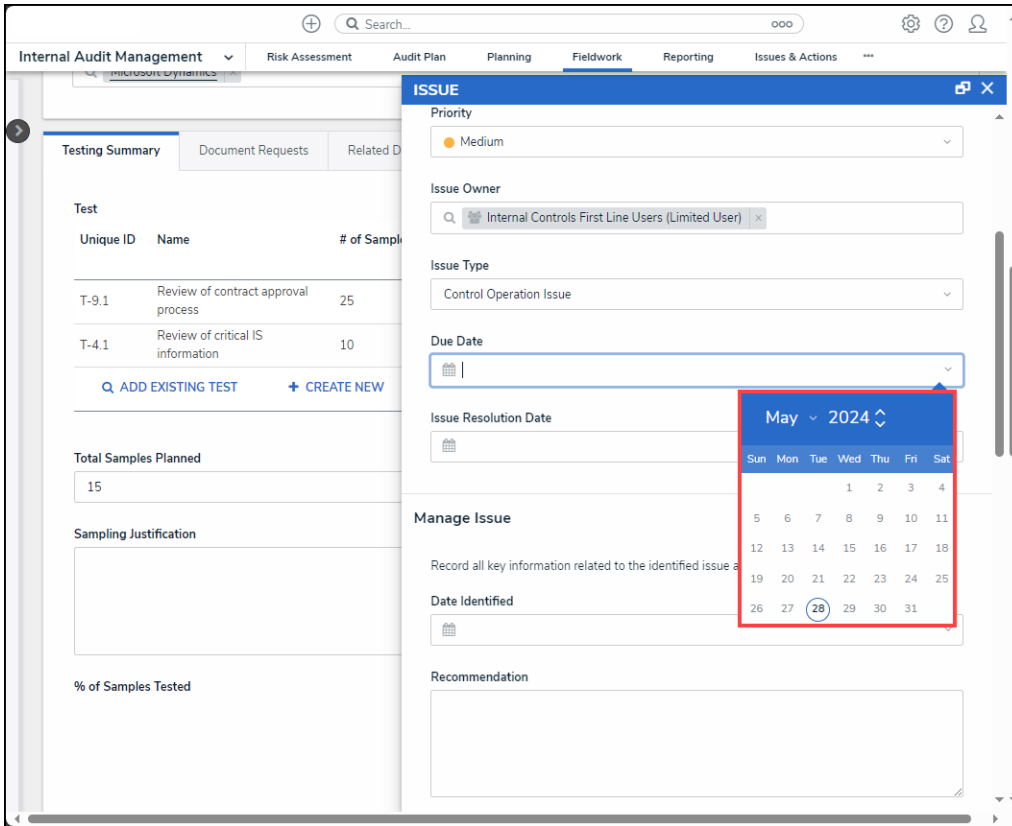 Search...
ooo
Internal Audit Management
Risk Assessment
Audit Plan
Planning
Fieldwork
Reporting
Issues & Actions
Microsoft Dynamics ×
Testing Summary
Document Requests
Related D
Test
Unique ID
Name
# of Sample
T-9.1
Review of contract approval
process
25
T-4.1
Review of critical IS
information
10
ADD EXISTING TEST
+ CREATE NEW
Total Samples Planned
15
Sampling Justification
% of Samples Tested
ISSUE
Priority
Medium
Issue Owner
Internal Controls First Line Users (Limited User) ×
Issue Type
Control Operation Issue
Due Date
Issue Resolution Date
May 2024
Sun Mon Tue Wed Thu Fri Sat
1 2 3 4
5 6 7 8 9 10 11
12 13 14 15 16 17 18
19 20 21 22 23 24 25
26 27 28 29 30 31
Manage Issue
Record all key information related to the identified issue a
Date Identified
Recommendation